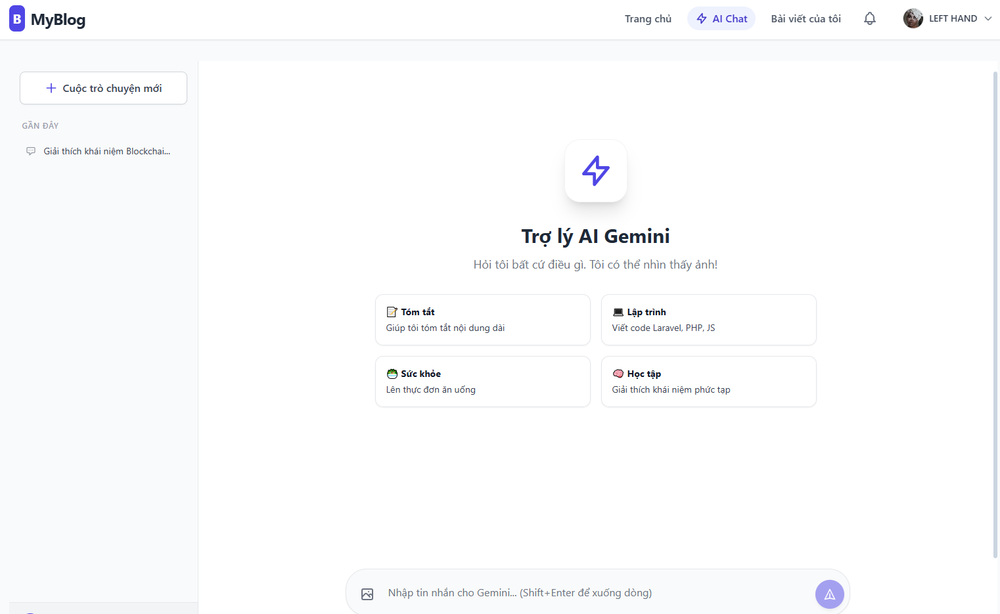 B MyBlog
Trang chủ
AI Chat
Bài viết của tôi
LEFT HAND
Cuộc trò chuyện mới
GẦN ĐÂY
Giải thích khái niệm Blockchai...
Trợ lý AI Gemini
Hỏi tôi bất cứ điều gì. Tôi có thể nhìn thấy ảnh!
Tóm tắt
Giúp tôi tóm tắt nội dung dài
Lập trình
Viết code Laravel, PHP, JS
Sức khỏe
Lên thực đơn ăn uống
Học tập
Giải thích khái niệm phức tạp
Nhập tin nhắn cho Gemini... (Shift+Enter để xuống dòng)